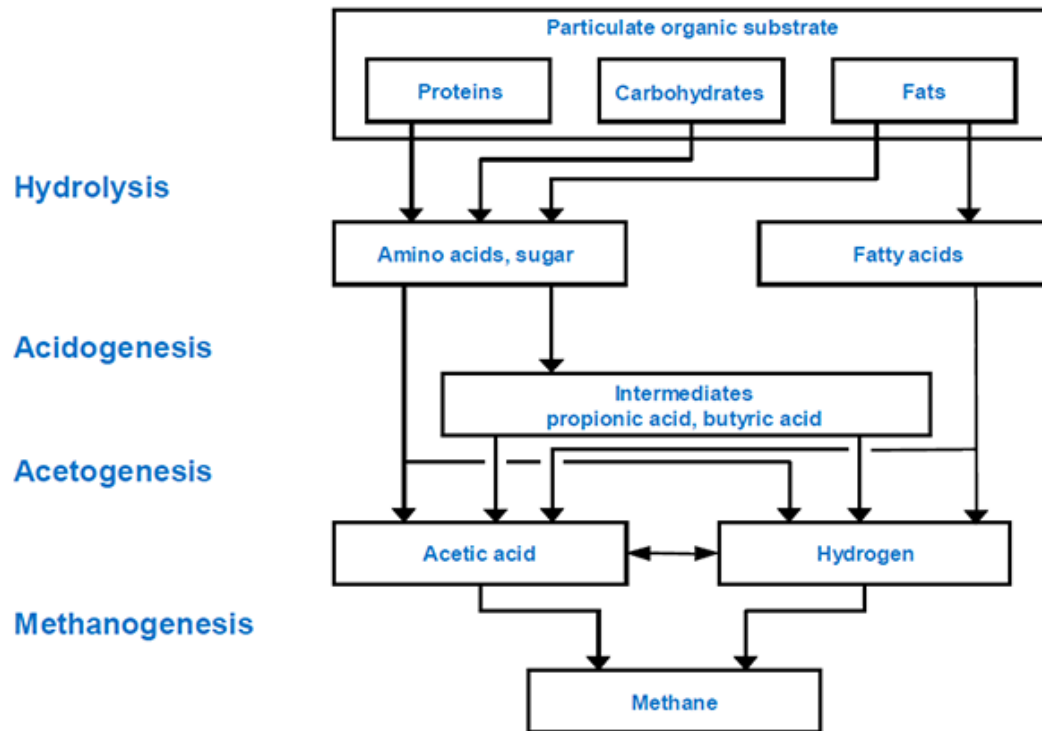 Particulate organic substrate
Proteins
Carbohydrates
Fats
Hydrolysis
Amino acids, sugar
Fatty acids
Acidogenesis
Intermediates
propionic acid, butyric acid
Acetogenesis
Acetic acid
Hydrogen
Methanogenesis
Methane